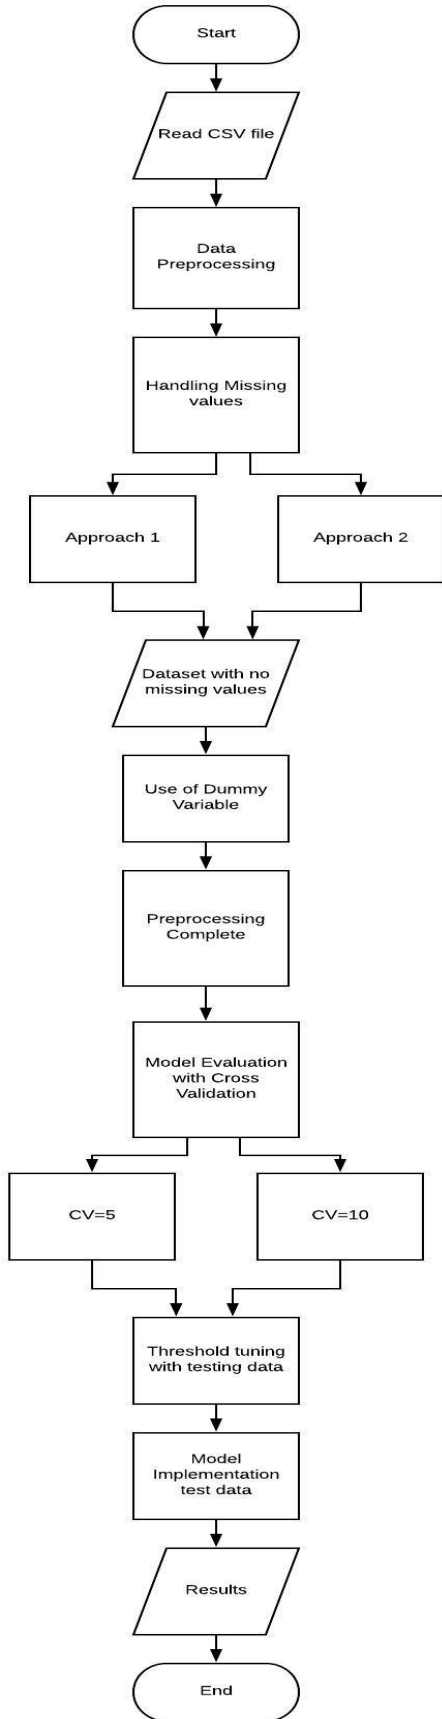 Start
Read CSV file
Data
Preprocessing
Handling Missing
values
Approach 1
Approach 2
Dataset with no
missing values
Use of Dummy
Variable
Preprocessing
Complete
Model Evaluation
with Cross
Validation
CV=5
CV=10
Threshold tuning
with testing data
Model
Implementation
test data
Results
End